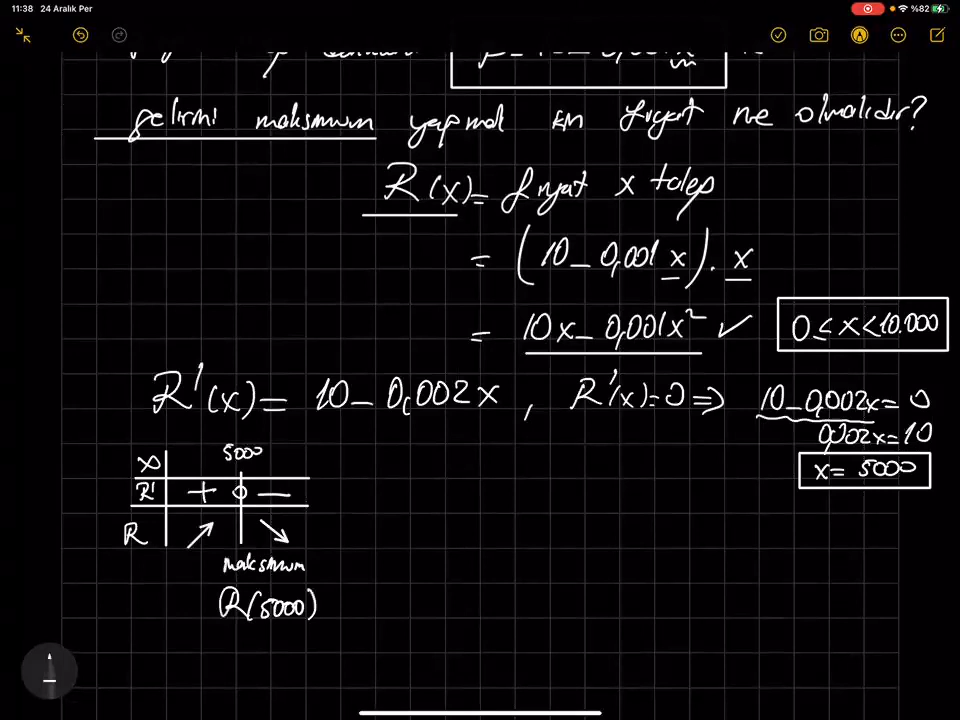 11:38 24 Aralık Per %82
gelirini maksimum yapmak için fiyat ne olmalıdır?
R(x) = fiyat x talep
= (10 - 0,001x) . x
= 10x - 0,001x² ✓ 0 ≤ x < 10.000
R'(x) = 10 - 0,002x , R'(x) = 0 ⇒ 10 - 0,002x = 0
0,002x = 10
x = 5000
x 5000
R' + 0 -
R ↗ ↘
maksimum
R(5000)